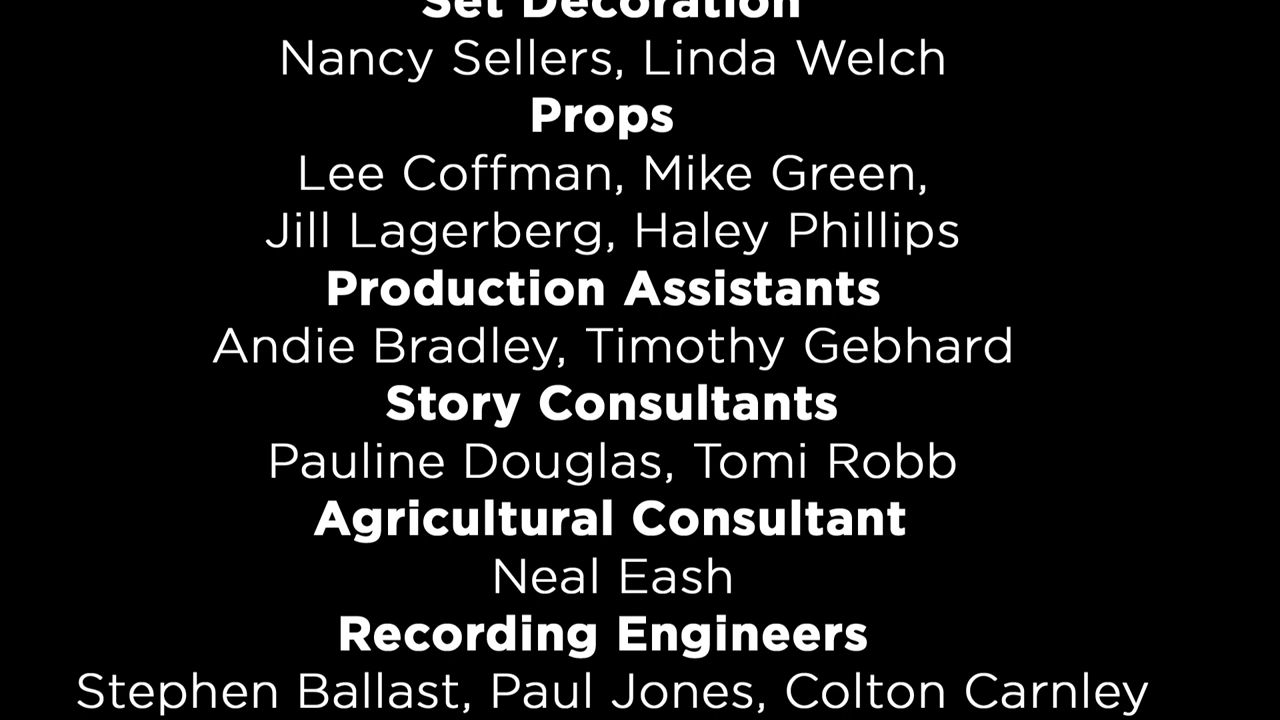 Set Decoration
Nancy Sellers, Linda Welch
Props
Lee Coffman, Mike Green,
Jill Lagerberg, Haley Phillips
Production Assistants
Andie Bradley, Timothy Gebhard
Story Consultants
Pauline Douglas, Tomi Robb
Agricultural Consultant
Neal Eash
Recording Engineers
Stephen Ballast, Paul Jones, Colton Carnley